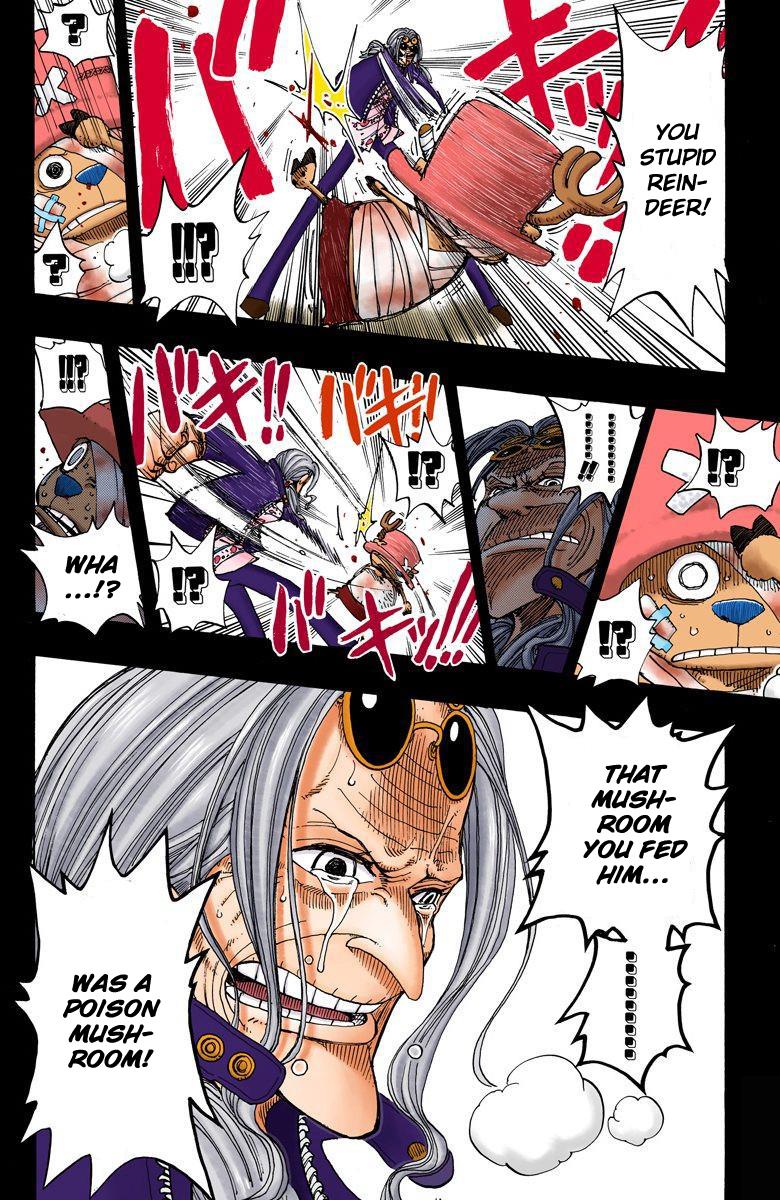 YOU
STUPID
REIN-
DEER!
バキッ
!!!?
?
?
!?
!?
!!
バキ!!
!?
バキ!!
!?
バキッ!!!
!!!?
WHA
...!?
THAT
MUSH-
ROOM
YOU FED
HIM...
WAS A
POISON
MUSH-
ROOM!